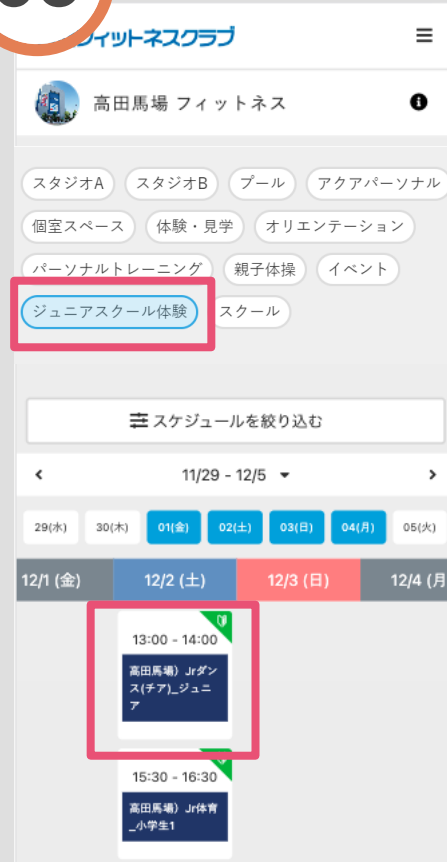 フィットネスクラブ
高田馬場 フィットネス
スタジオA スタジオB プール アクアパーソナル
個室スペース 体験・見学 オリエンテーション
パーソナルトレーニング 親子体操 イベント
ジュニアスクール体験 スクール
スケジュールを絞り込む
11/29 - 12/5
29(水) 30(木) 01(金) 02(土) 03(日) 04(月) 05(火)
12/1 (金) 12/2 (土) 12/3 (日) 12/4 (月
13:00 - 14:00
高田馬場）Jrダン
ス(チア)_ジュニ
ア
15:30 - 16:30
高田馬場）Jr体育
_小学生1